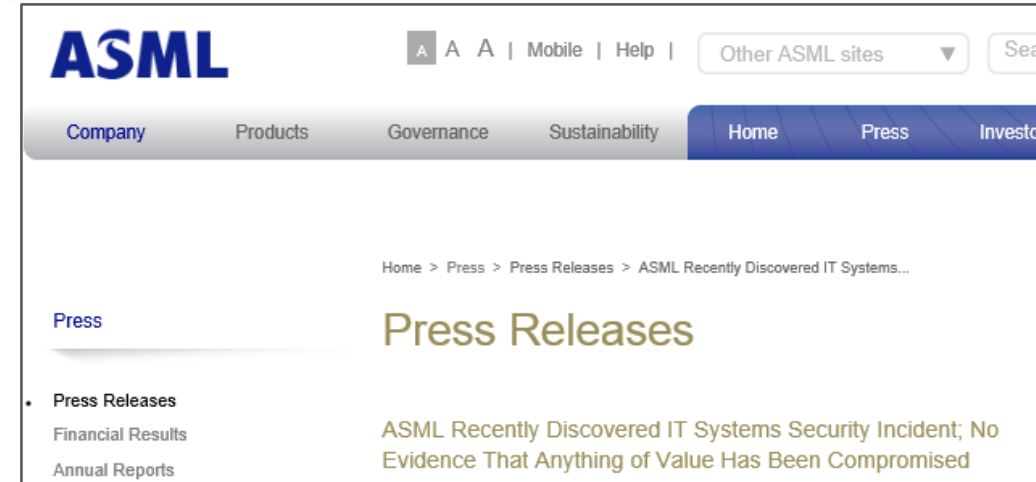 ASML
A A A | Mobile | Help | Other ASML sites
Company Products Governance Sustainability Home Press
Home > Press > Press Releases > ASML Recently Discovered IT Systems...
Press
Press Releases
Press Releases
Financial Results
Annual Reports
ASML Recently Discovered IT Systems Security Incident; No
Evidence That Anything of Value Has Been Compromised